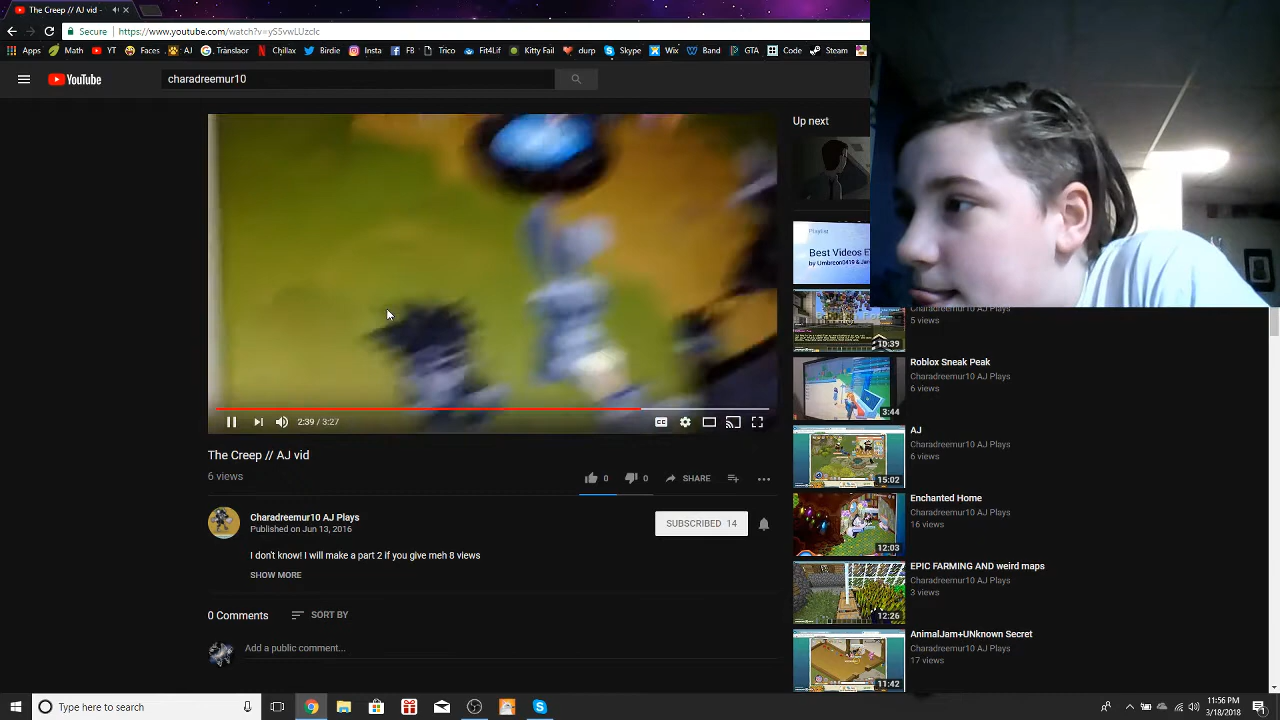 The Creep // AJ vid
Secure https://www.youtube.com/watch?v=yS5vwLUzclc
Apps Math YT Faces AJ Translaor Chillax Birdie Insta FB Trico Fit4Lif Kitty Fail durp Skype Wix Band GTA Code Steam
YouTube charadreemur10
Up next
Playlist
Best Videos E
by Umbreon0419 & Jar
5 views
10:39
Roblox Sneak Peak
Charadreemur10 AJ Plays
6 views
3:44
2:39 / 3:27
CC
The Creep // AJ vid
6 views
0 0 SHARE
AJ
Charadreemur10 AJ Plays
6 views
15:02
Charadreemur10 AJ Plays
Published on Jun 13, 2016
SUBSCRIBED 14
I don't know! I will make a part 2 if you give meh 8 views
SHOW MORE
Enchanted Home
Charadreemur10 AJ Plays
16 views
12:03
EPIC FARMING AND weird maps
Charadreemur10 AJ Plays
3 views
12:26
0 Comments SORT BY
Add a public comment...
AnimalJam+UNknown Secret
Charadreemur10 AJ Plays
17 views
11:42
Type here to search
11:56 PM
3/18/2018